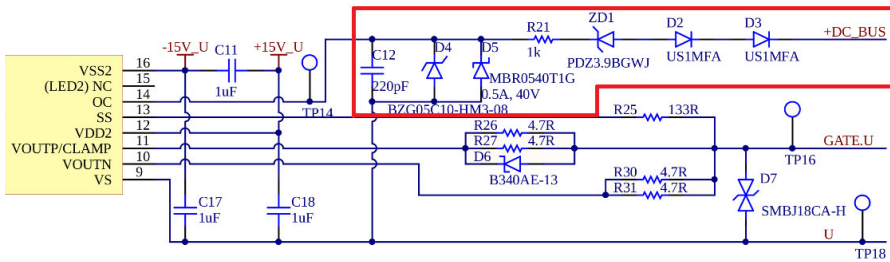 -15V_U
C11
+15V_U
1uF
VSS2 16
(LED2) NC 15
OC 14
SS 13
VDD2 12
VOUTP/CLAMP 11
VOUTN 10
VS 9
TP14
C12
220pF
D4
BZG05C10-HM3-08
D5
MBR0540T1G
0.5A, 40V
R21
1k
ZD1
PDZ3.9BGWJ
D2
US1MFA
D3
US1MFA
+DC_BUS
R25 133R
R26 4.7R
R27 4.7R
D6
B340AE-13
R30 4.7R
R31 4.7R
TP16
GATE.U
D7
SMBJ18CA-H
C17
1uF
C18
1uF
U
TP18